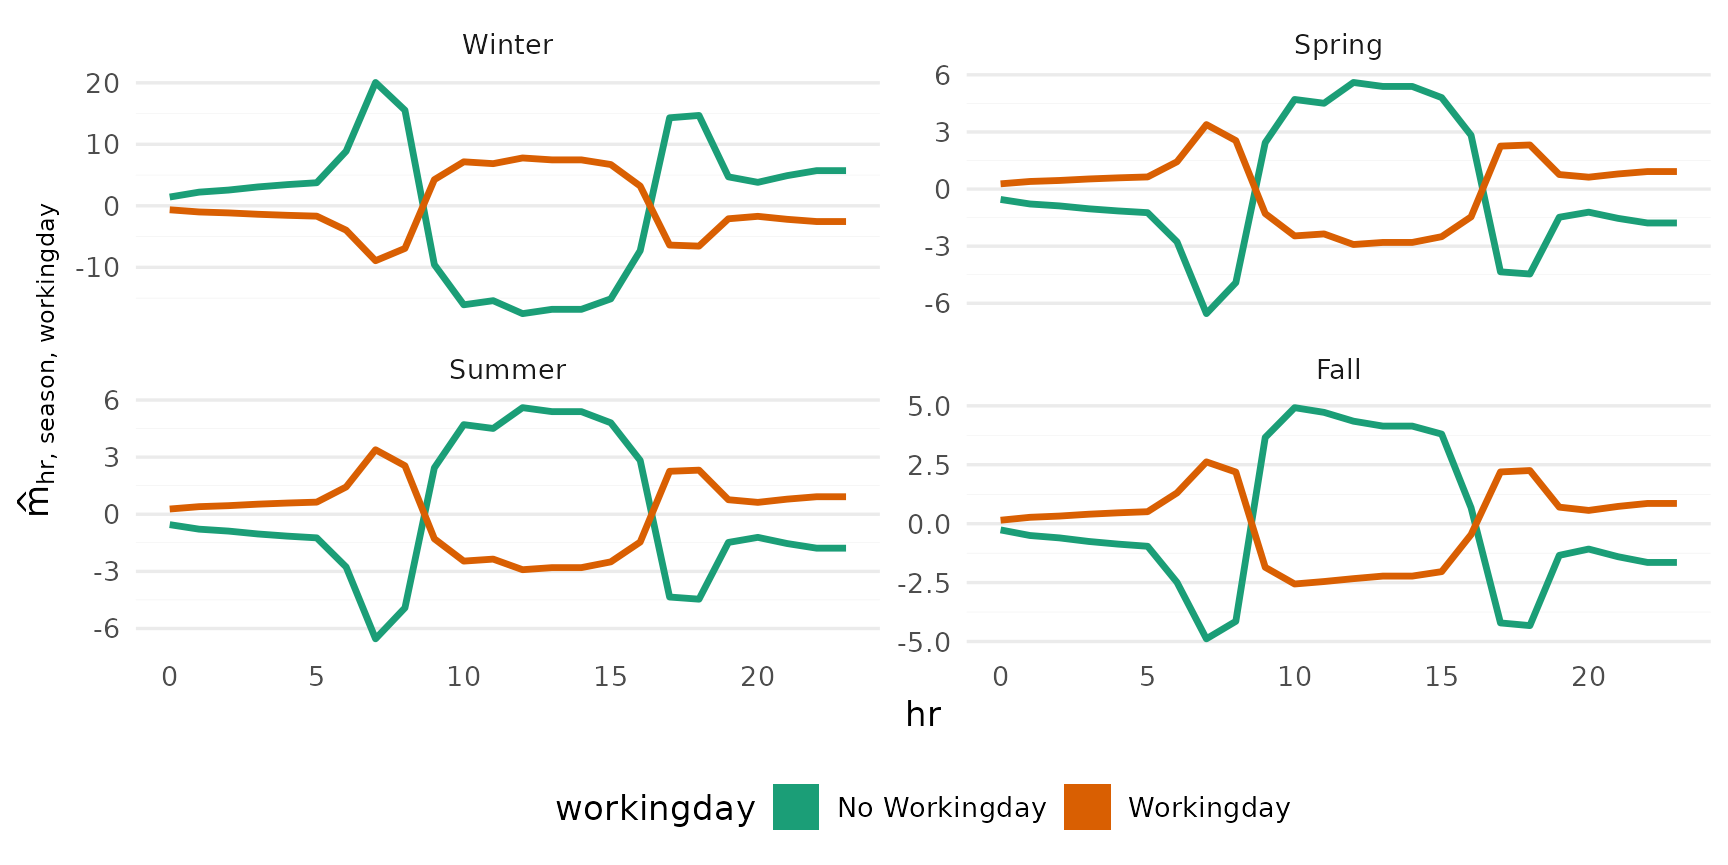 Winter
Spring
20
10
0
-10
6
3
0
-3
-6
Summer
Fall
6
3
0
-3
-6
5.0
2.5
0.0
-2.5
-5.0
0 5 10 15 20
0 5 10 15 20
m̂hr, season, workingday
hr
workingday No Workingday Workingday